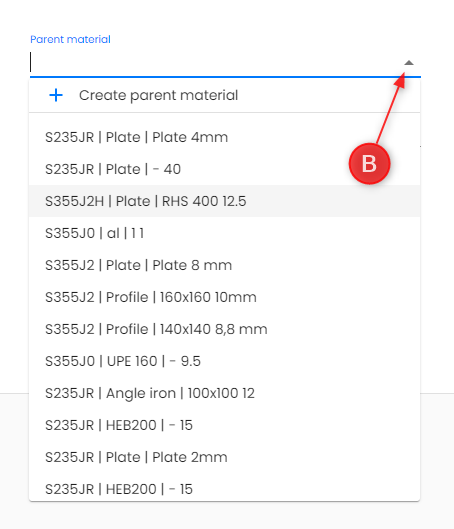 Parent material
Create parent material
S235JR | Plate | Plate 4mm
S235JR | Plate | - 40
S355J2H | Plate | RHS 400 12.5
S355J0 | al | 1 1
S355J2 | Plate | Plate 8 mm
S355J2 | Profile | 160x160 10mm
S355J2 | Profile | 140x140 8,8 mm
S355J0 | UPE 160 | - 9.5
S235JR | Angle iron | 100x100 12
S235JR | HEB200 | - 15
S235JR | Plate | Plate 2mm
S235JR | HEB200 | - 15
B